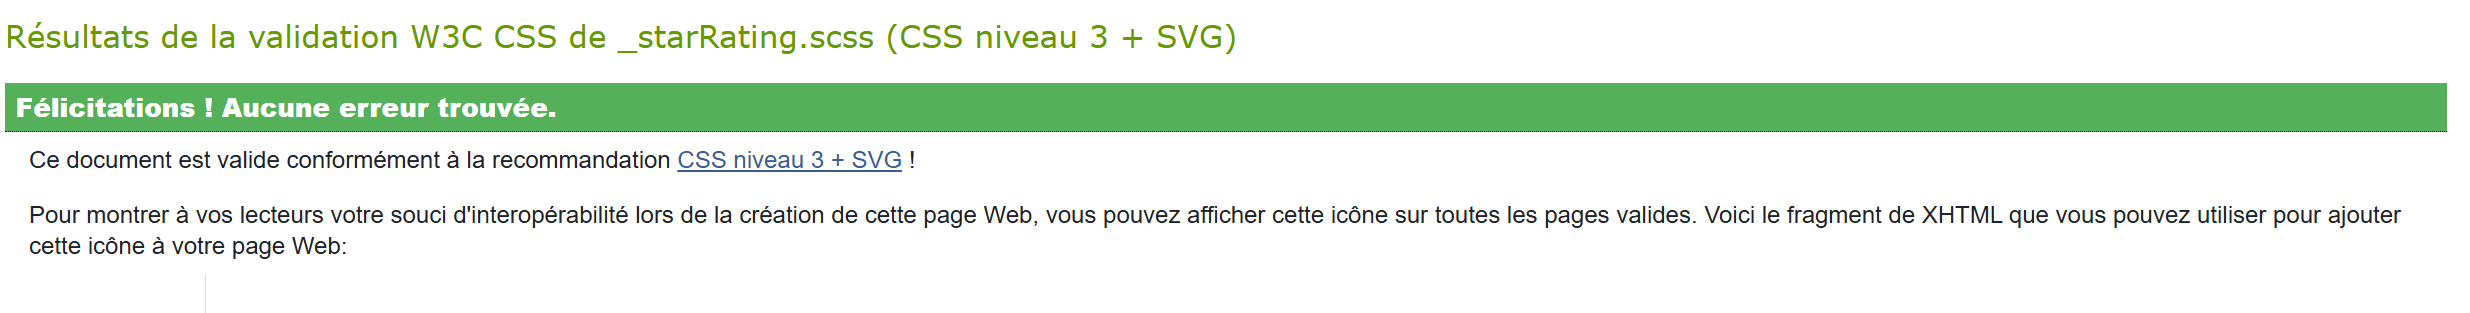 Résultats de la validation W3C CSS de _starRating.scss (CSS niveau 3 + SVG)
Félicitations ! Aucune erreur trouvée.
Ce document est valide conformément à la recommandation CSS niveau 3 + SVG !
Pour montrer à vos lecteurs votre souci d'interopérabilité lors de la création de cette page Web, vous pouvez afficher cette icône sur toutes les pages valides. Voici le fragment de XHTML que vous pouvez utiliser pour ajouter
cette icône à votre page Web: